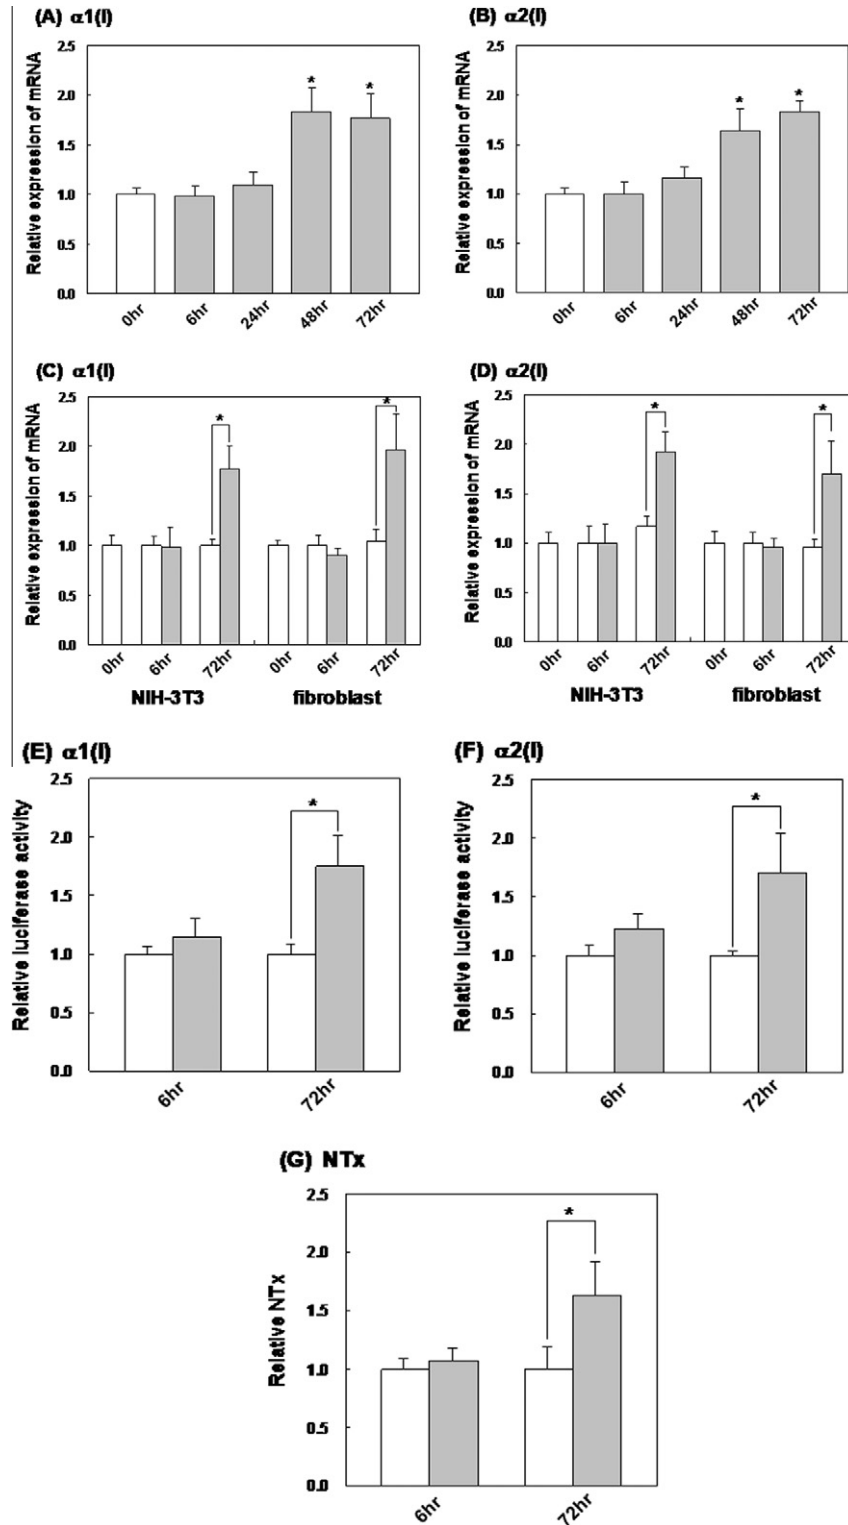 (A) α1(I)
Relative expression of mRNA
2.5
2.0
1.5
1.0
0.5
0.0
* *
0hr 6hr 24hr 48hr 72hr
(B) α2(I)
Relative expression of mRNA
2.5
2.0
1.5
1.0
0.5
0.0
* *
0hr 6hr 24hr 48hr 72hr
(C) α1(I)
Relative expression of mRNA
2.5
2.0
1.5
1.0
0.5
0.0
* *
0hr 6hr 72hr 0hr 6hr 72hr
NIH-3T3 fibroblast
(D) α2(I)
Relative expression of mRNA
2.5
2.0
1.5
1.0
0.5
0.0
* *
0hr 6hr 72hr 0hr 6hr 72hr
NIH-3T3 fibroblast
(E) α1(I)
Relative luciferase activity
2.5
2.0
1.5
1.0
0.5
0.0
*
6hr 72hr
(F) α2(I)
Relative luciferase activity
2.5
2.0
1.5
1.0
0.5
0.0
*
6hr 72hr
(G) NTx
Relative NTx
2.5
2.0
1.5
1.0
0.5
0.0
*
6hr 72hr